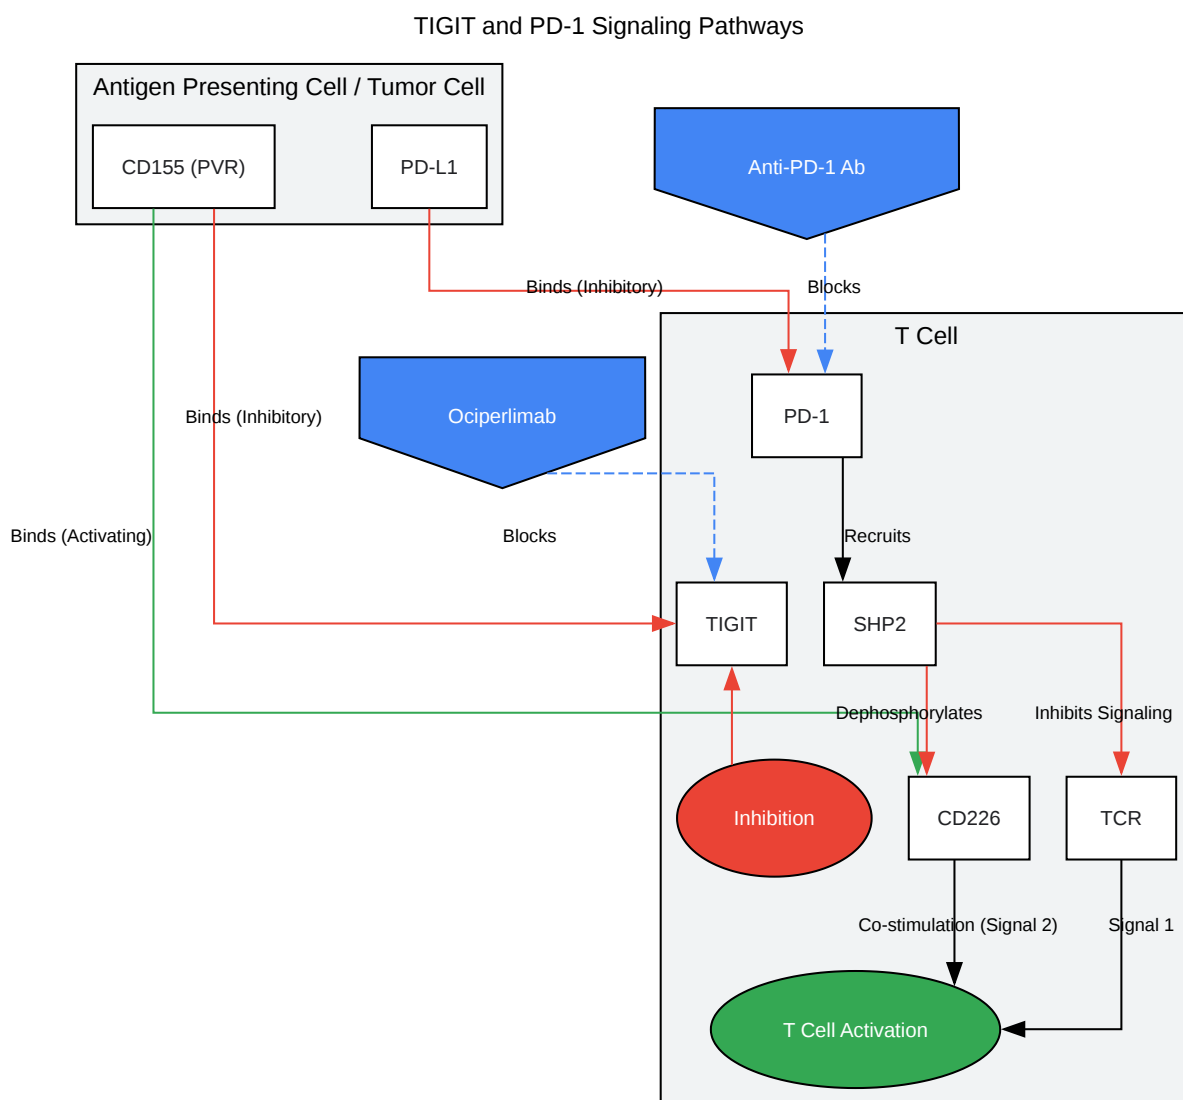 TIGIT and PD-1 Signaling Pathways
Antigen Presenting Cell / Tumor Cell
CD155 (PVR)
PD-L1
Anti-PD-1 Ab
Binds (Inhibitory)
Blocks
T Cell
Ociperlimab
PD-1
Binds (Inhibitory)
Binds (Activating)
Blocks
Recruits
TIGIT
SHP2
Dephosphorylates
Inhibits Signaling
Inhibition
CD226
TCR
Co-stimulation (Signal 2)
Signal 1
T Cell Activation